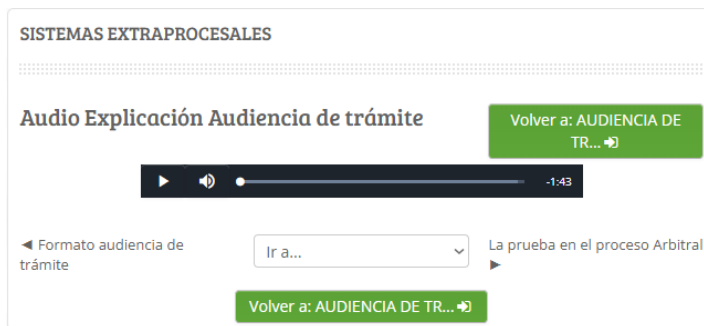 SISTEMAS EXTRAPROCESALES
Audio Explicación Audiencia de trámite
Volver a: AUDIENCIA DE
TR...
-1:43
◄ Formato audiencia de
trámite
Ir a...
La prueba en el proceso Arbitral
►
Volver a: AUDIENCIA DE TR...